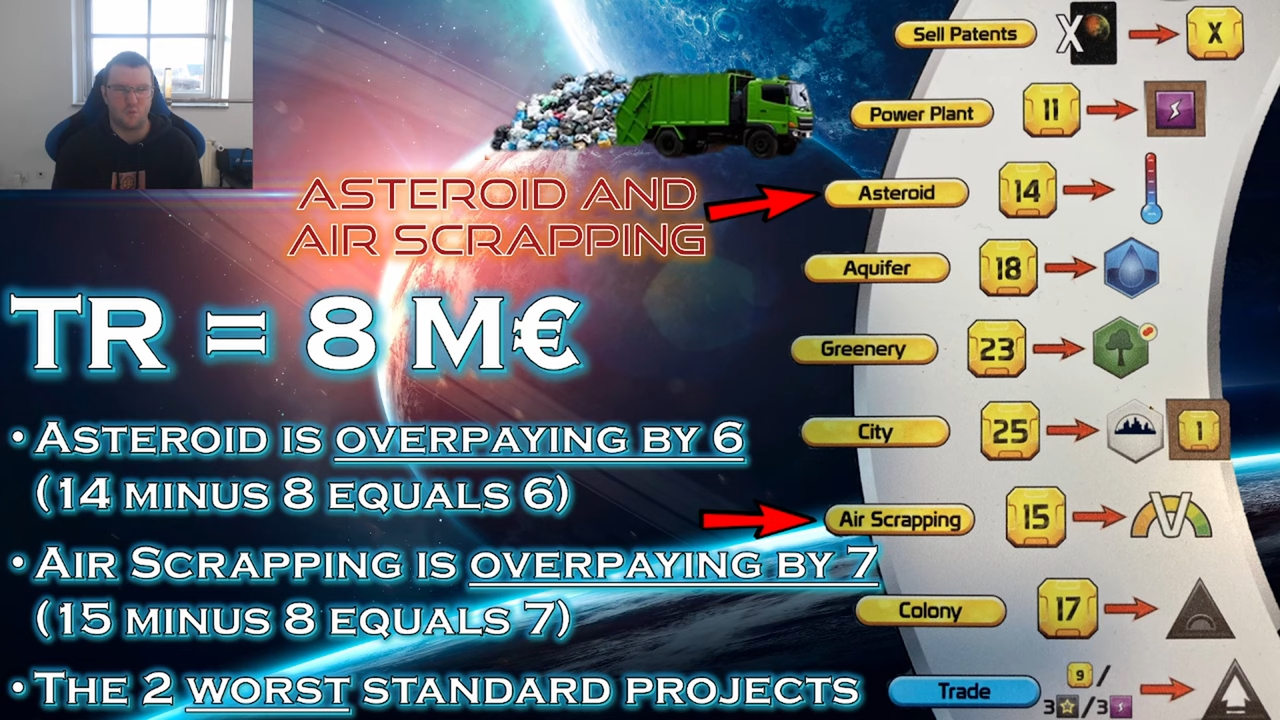 Sell Patents X X
Power Plant 11
ASTEROID AND
AIR SCRAPPING
Asteroid 14
Aquifer 18
TR = 8 M€
Greenery 23
City 25 1
• ASTEROID IS OVERPAYING BY 6
(14 MINUS 8 EQUALS 6)
Air Scrapping 15 V
• AIR SCRAPPING IS OVERPAYING BY 7
(15 MINUS 8 EQUALS 7)
Colony 17
• THE 2 WORST STANDARD PROJECTS
Trade 9 /
3 /3